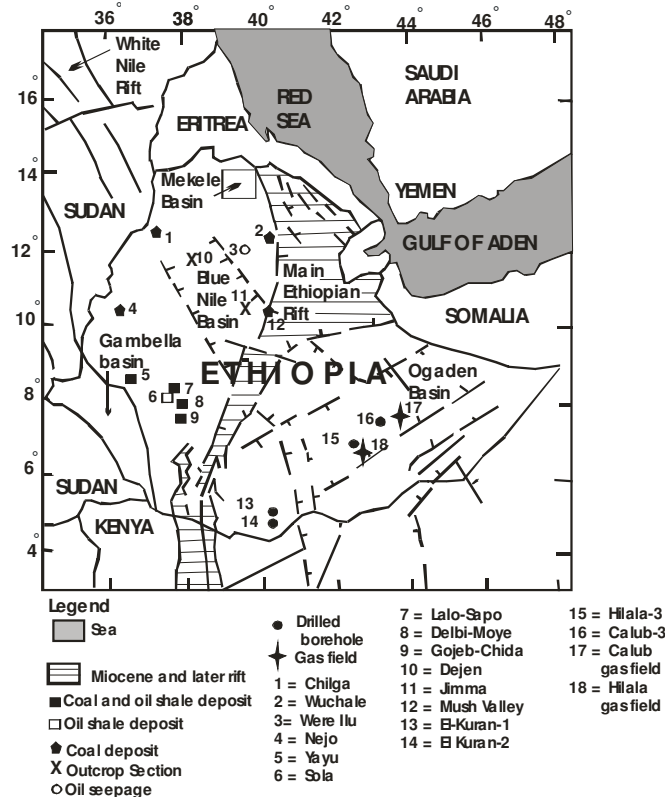 36° 38° 40° 42° 44° 46° 48°
White
Nile
Rift
SAUDI
ARABIA
16°
RED
SEA
ERITREA
14°
Mekele
Basin
YEMEN
SUDAN
1
2
3
GULF OF ADEN
12°
10
Blue
Nile
Basin
11
Main
Ethiopian
Rift
4
12
10°
SOMALIA
Gambella
basin
ETHIOPIA
Ogaden
Basin
5
7
8°
6
8
17
9
16
15
18
6°
SUDAN
13
14
KENYA
4°
Legend
Sea
Miocene and later rift
Coal and oil shale deposit
Oil shale deposit
Coal deposit
X Outcrop Section
Oil seepage
Drilled
borehole
Gas field
1 = Chilga
2 = Wuchale
3= Were Ilu
4 = Nejo
5 = Yayu
6 = Sola
7 = Lalo-Sapo
8 = Delbi-Moye
9 = Gojeb-Chida
10 = Dejen
11 = Jimma
12 = Mush Valley
13 = El-Kuran-1
14 = El Kuran-2
15 = Hilala-3
16 = Calub-3
17 = Calub
gas field
18 = Hilala
gas field